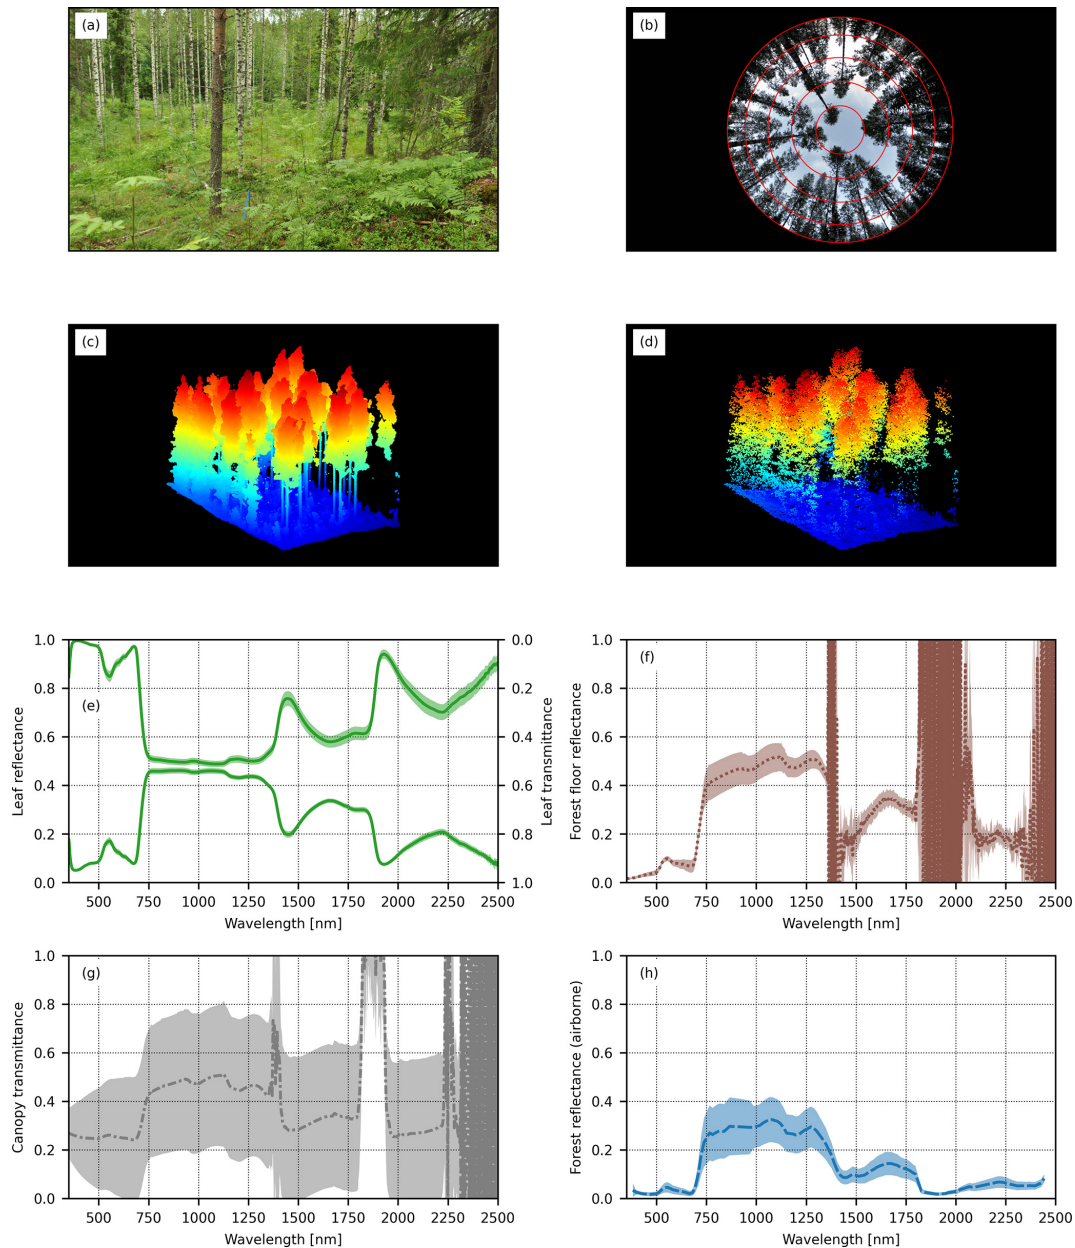 (a)
(b)
(c)
(d)
1.0
0.8
0.6
0.4
0.2
0.0
Leaf reflectance
(e)
0.0
0.2
0.4
0.6
0.8
1.0
Leaf transmittance
500 750 1000 1250 1500 1750 2000 2250 2500
Wavelength [nm]
1.0
0.8
0.6
0.4
0.2
0.0
Forest floor reflectance
(f)
500 750 1000 1250 1500 1750 2000 2250 2500
Wavelength [nm]
1.0
0.8
0.6
0.4
0.2
0.0
Canopy transmittance
(g)
500 750 1000 1250 1500 1750 2000 2250 2500
Wavelength [nm]
1.0
0.8
0.6
0.4
0.2
0.0
Forest reflectance (airborne)
(h)
500 750 1000 1250 1500 1750 2000 2250 2500
Wavelength [nm]